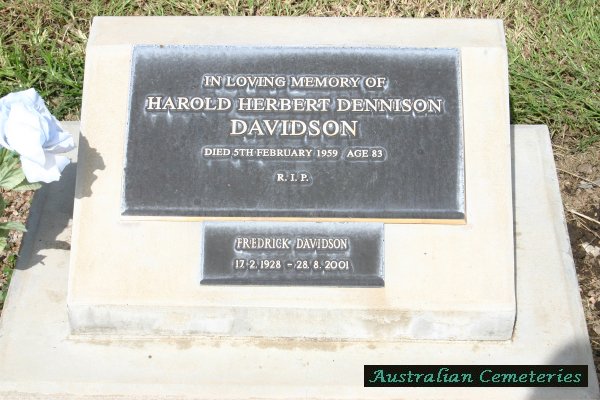 IN LOVING MEMORY OF
HAROLD HERBERT DENNISON
DAVIDSON
DIED 5TH FEBRUARY 1959 AGE 83
R.I.P.
FREDRICK DAVIDSON
17.2.1928 - 28.8.2001
Australian Cemeteries